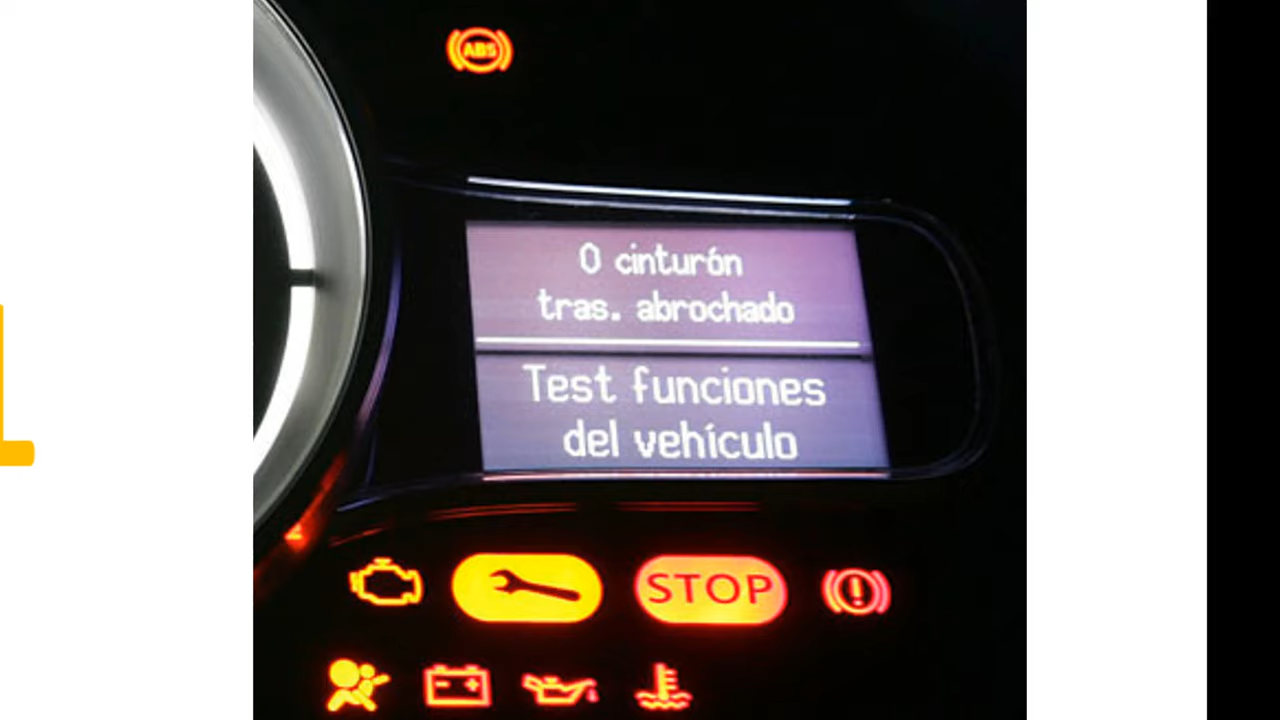 ABS
0 cinturón
tras. abrochado
Test funciones
del vehículo
STOP